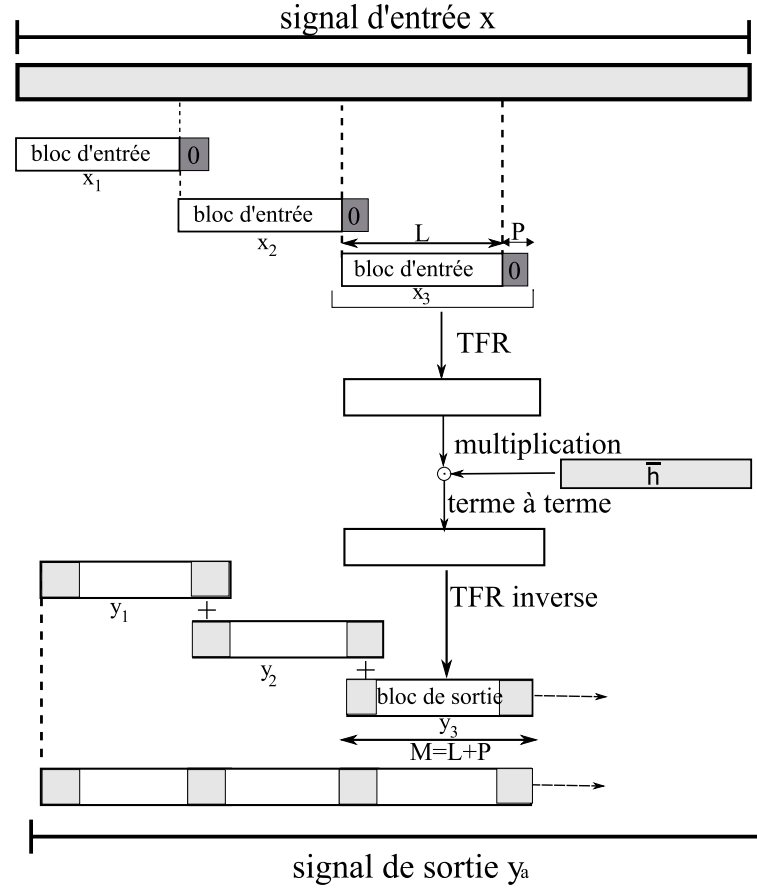 signal d'entrée x
bloc d'entrée 0
x1
bloc d'entrée 0
x2
L P
bloc d'entrée 0
x3
TFR
multiplication
h̅
terme à terme
TFR inverse
y1
+
y2
+
bloc de sortie
y3
M=L+P
signal de sortie ya